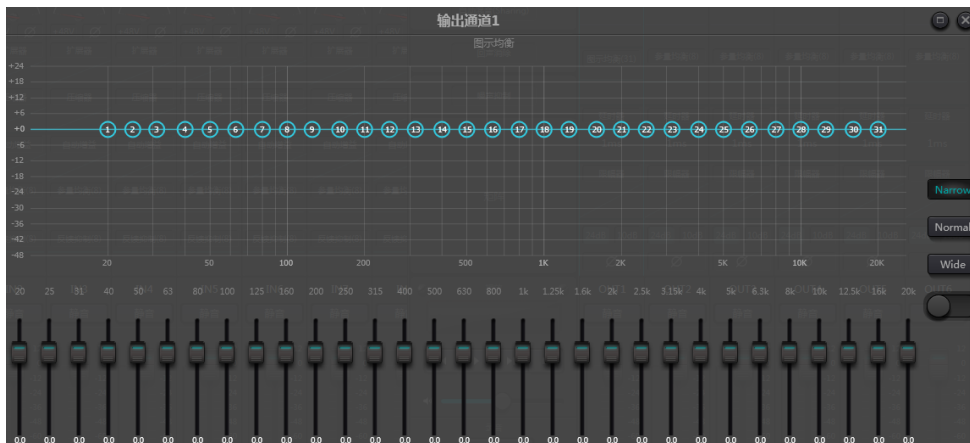 输出通道1
图示均衡
+24
+18
+12
+6
+0
-6
-12
-18
-24
-30
-36
-42
-48
1 2 3 4 5 6 7 8 9 10 11 12 13 14 15 16 17 18 19 20 21 22 23 24 25 26 27 28 29 30 31
20 50 100 200 500 1K 2K 5K 10K 20K
Narrow
Normal
Wide
20 25 31 40 50 63 80 100 125 160 200 250 315 400 500 630 800 1k 1.25k 1.6k 2k 2.5k 3.15k 4k 5k 6.3k 8k 10k 12.5k 16k 20k
0.0 0.0 0.0 0.0 0.0 0.0 0.0 0.0 0.0 0.0 0.0 0.0 0.0 0.0 0.0 0.0 0.0 0.0 0.0 0.0 0.0 0.0 0.0 0.0 0.0 0.0 0.0 0.0 0.0 0.0 0.0